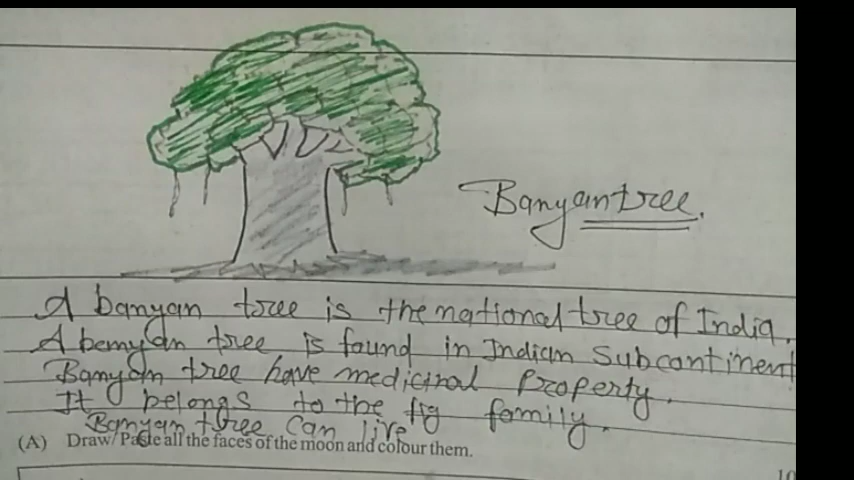 Banyan tree.
A banyan tree is the national tree of India.
A bemyan tree is found in Indian Subcontinent
Banyan tree have medicinal Property.
It belongs to the fig family.
Banyan tree Can live
(A) Draw/Paste all the faces of the moon and colour them.
10